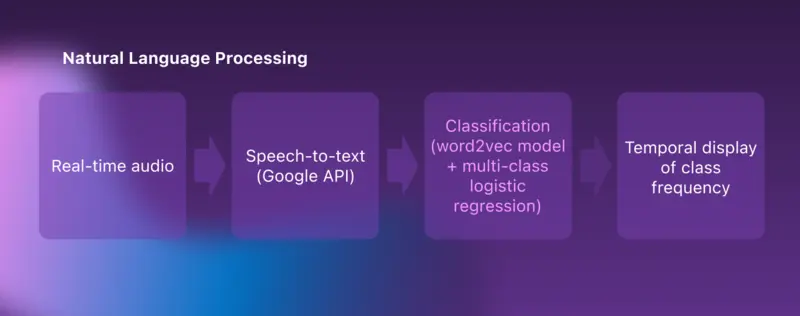 Natural Language Processing
Real-time audio
Speech-to-text
(Google API)
Classification
(word2vec model
+ multi-class
logistic
regression)
Temporal display
of class
frequency